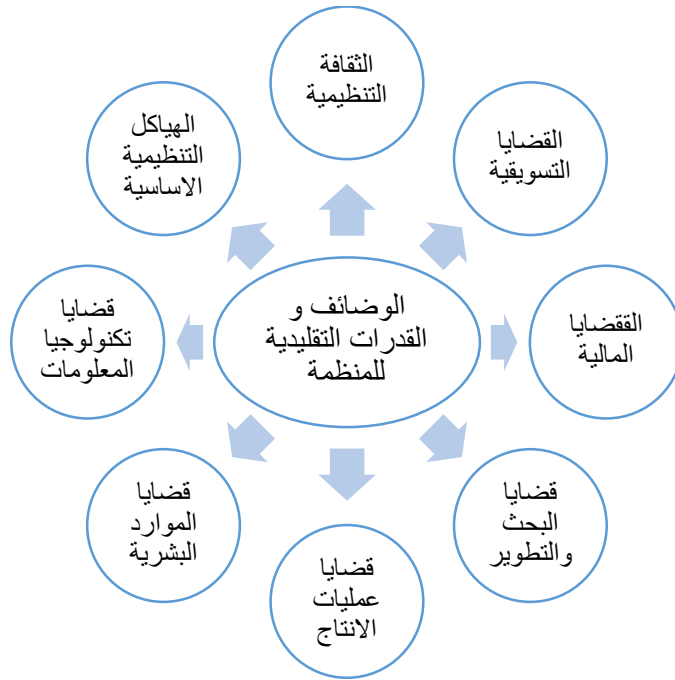 الثقافة
التنظيمية
القضايا
التسويقية
الققضايا
المالية
قضايا
البحث
والتطوير
قضايا
عمليات
الانتاج
قضايا
الموارد
البشرية
قضايا
تكنولوجيا
المعلومات
الهياكل
التنظيمية
الاساسية
الوضائف و
القدرات التقليدية
للمنظمة